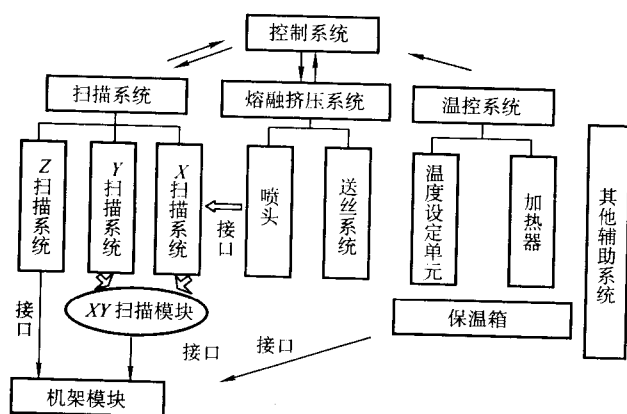 控制系统
扫描系统
熔融挤压系统
温控系统
Z扫描系统
Y扫描系统
X扫描系统
接口
喷头
送丝系统
温度设定单元
加热器
其他辅助系统
接口
XY扫描模块
保温箱
接口
接口
机架模块